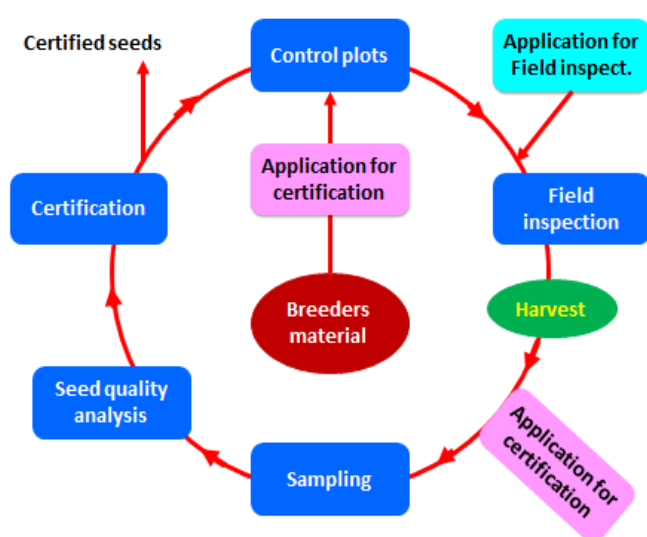 Certified seeds
Control plots
Application for
Field inspect.
Application for
certification
Certification
Field
inspection
Breeders
material
Harvest
Seed quality
analysis
Application for
certification
Sampling